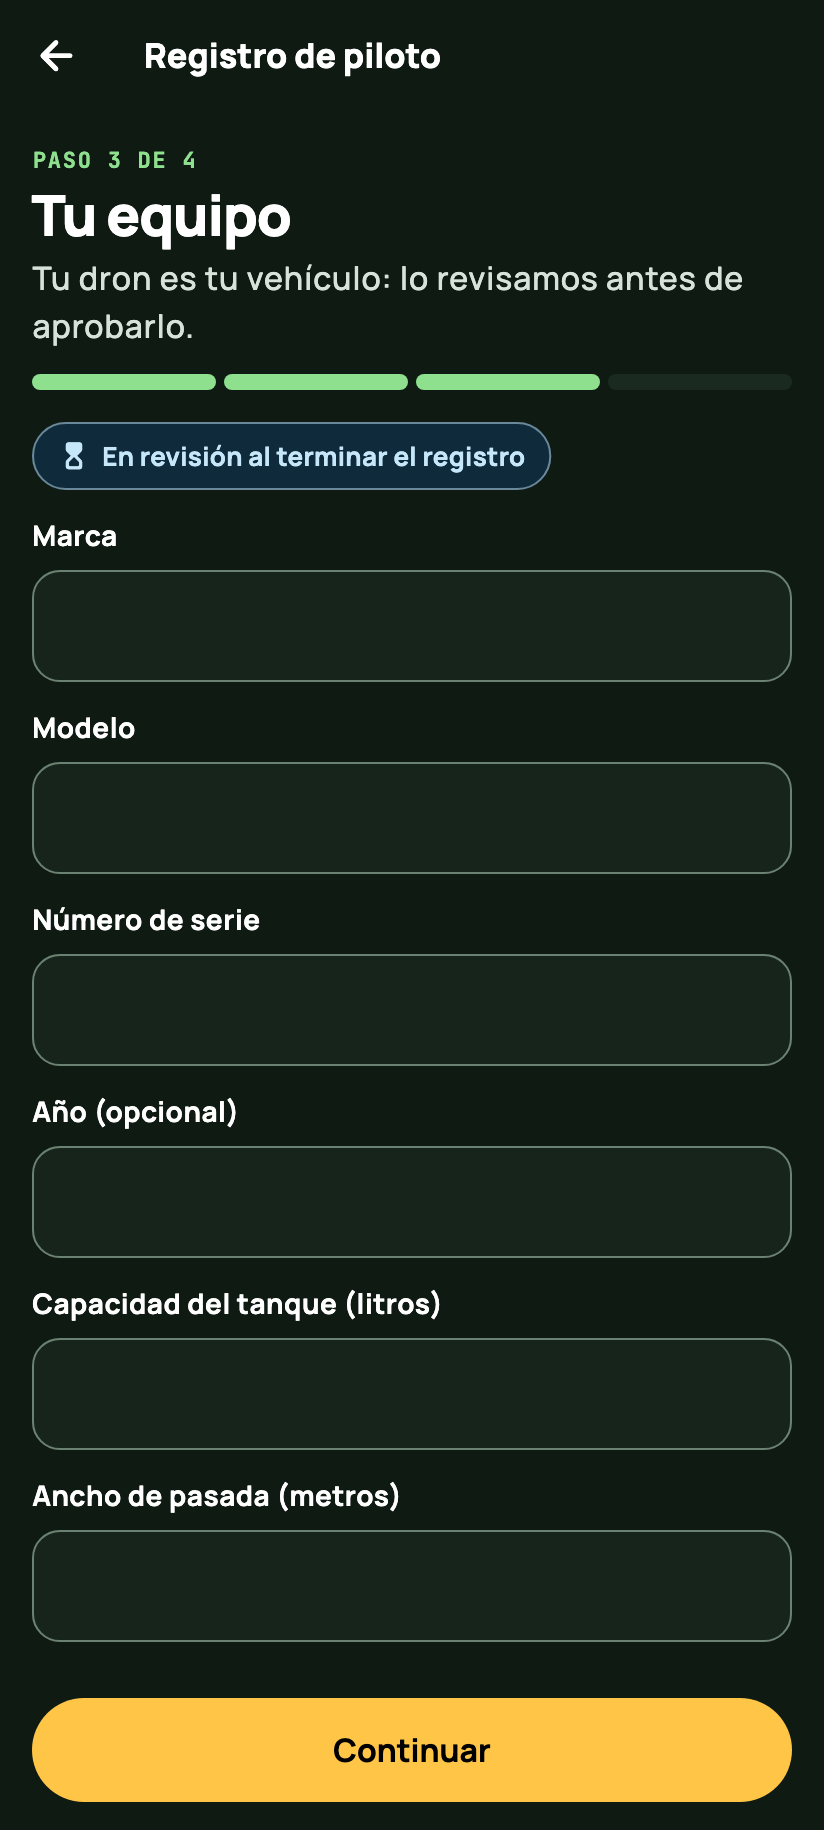 Registro de piloto
PASO 3 DE 4
Tu equipo
Tu dron es tu vehículo: lo revisamos antes de
aprobarlo.
En revisión al terminar el registro
Marca
Modelo
Número de serie
Año (opcional)
Capacidad del tanque (litros)
Ancho de pasada (metros)
Continuar